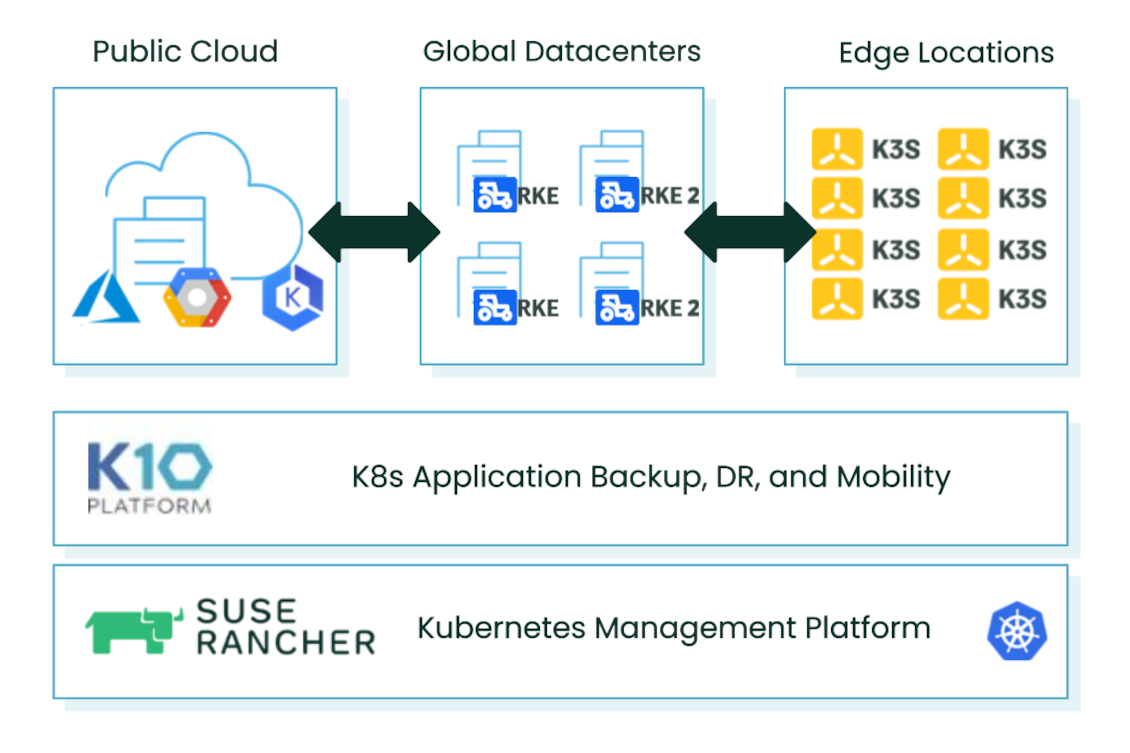 Public Cloud
Global Datacenters
Edge Locations
RKE
RKE 2
RKE
RKE 2
K3S
K3S
K3S
K3S
K3S
K3S
K3S
K3S
K
K10
PLATFORM
K8s Application Backup, DR, and Mobility
SUSE
RANCHER
Kubernetes Management Platform